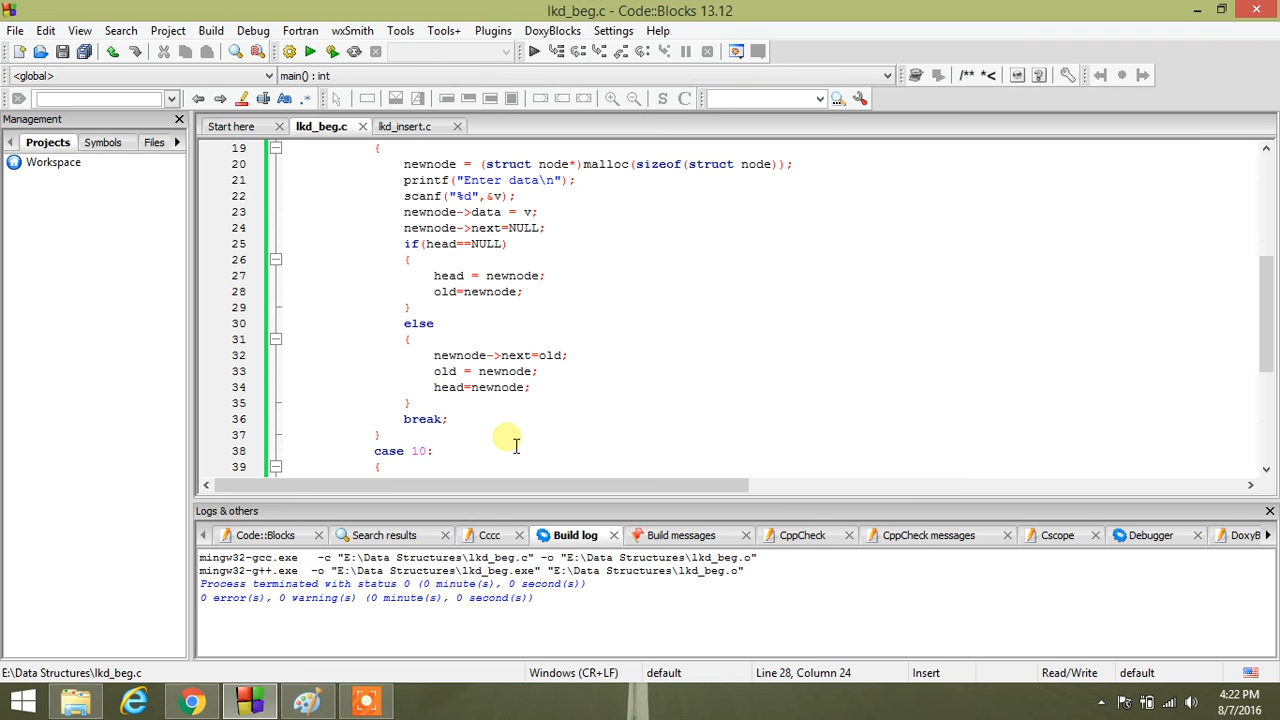 lkd_beg.c - Code::Blocks 13.12
File Edit View Search Project Build Debug Fortran wxSmith Tools Tools+ Plugins DoxyBlocks Settings Help
<global> main() : int /** *<
Aa .* S C
Management
Projects Symbols Files
Workspace
Start here lkd_beg.c lkd_insert.c
19 {
20 newnode = (struct node*)malloc(sizeof(struct node));
21 printf("Enter data\n");
22 scanf("%d",&v);
23 newnode->data = v;
24 newnode->next=NULL;
25 if(head==NULL)
26 {
27 head = newnode;
28 old=newnode;
29 }
30 else
31 {
32 newnode->next=old;
33 old = newnode;
34 head=newnode;
35 }
36 break;
37 }
38 case 10:
39 {
Logs & others
Code::Blocks Search results Cccc Build log Build messages CppCheck CppCheck messages Cscope Debugger DoxyB
mingw32-gcc.exe -c "E:\Data Structures\lkd_beg.c" -o "E:\Data Structures\lkd_beg.o"
mingw32-g++.exe -o "E:\Data Structures\lkd_beg.exe" "E:\Data Structures\lkd_beg.o"
Process terminated with status 0 (0 minute(s), 0 second(s))
0 error(s), 0 warning(s) (0 minute(s), 0 second(s))
E:\Data Structures\lkd_beg.c Windows (CR+LF) default Line 28, Column 24 Insert Read/Write default
4:22 PM
8/7/2016